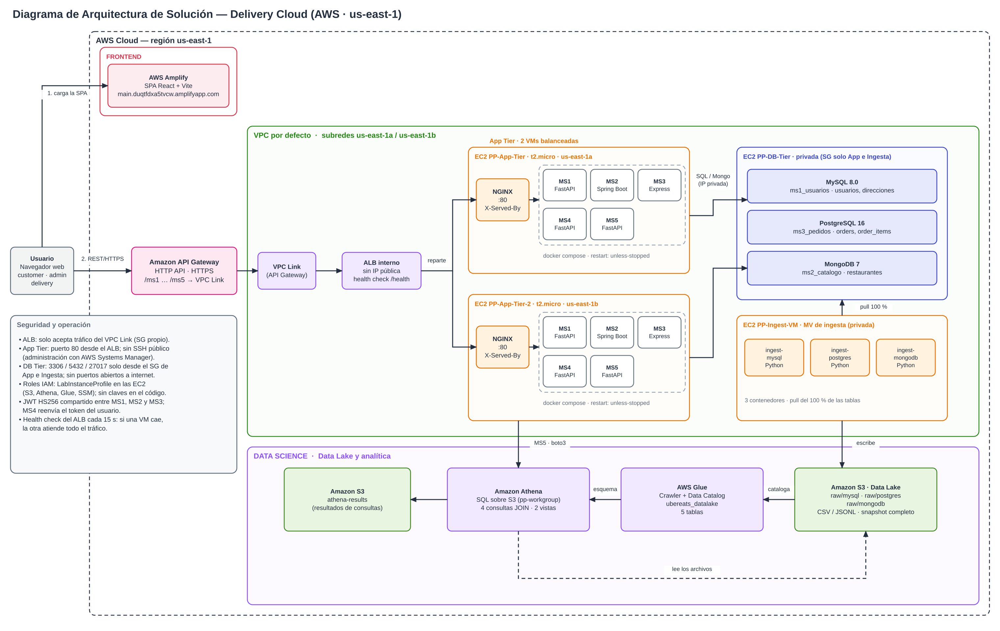 Diagrama de Arquitectura de Solución — Delivery Cloud (AWS · us-east-1)
AWS Cloud — región us-east-1
FRONTEND
AWS Amplify
SPA React + Vite
main.duqtfdxa5tvcw.amplifyapp.com
1. carga la SPA
Usuario
Navegador web
customer · admin
delivery
2. REST/HTTPS
Amazon API Gateway
HTTP API · HTTPS
/ms1 … /ms5 → VPC Link
VPC por defecto · subredes us-east-1a / us-east-1b
VPC Link
(API Gateway)
ALB interno
sin IP pública
health check /health
reparte
App Tier · 2 VMs balanceadas
EC2 PP-App-Tier · t2.micro · us-east-1a
NGINX
:80
X-Served-By
MS1
FastAPI
MS2
Spring Boot
MS3
Express
MS4
FastAPI
MS5
FastAPI
docker compose · restart: unless-stopped
EC2 PP-App-Tier-2 · t2.micro · us-east-1b
NGINX
:80
X-Served-By
MS1
FastAPI
MS2
Spring Boot
MS3
Express
MS4
FastAPI
MS5
FastAPI
docker compose · restart: unless-stopped
SQL / Mongo
(IP privada)
EC2 PP-DB-Tier · privada (SG solo App e Ingesta)
MySQL 8.0
ms1_usuarios · usuarios, direcciones
PostgreSQL 16
ms3_pedidos · orders, order_items
MongoDB 7
ms2_catalogo · restaurantes
pull 100 %
EC2 PP-Ingest-VM · MV de ingesta (privada)
ingest-
mysql
Python
ingest-
postgres
Python
ingest-
mongodb
Python
3 contenedores · pull del 100 % de las tablas
Seguridad y operación
• ALB: solo acepta tráfico del VPC Link (SG propio).
• App Tier: puerto 80 desde el ALB; sin SSH público
(administración con AWS Systems Manager).
• DB Tier: 3306 / 5432 / 27017 solo desde el SG de
App e Ingesta; sin puertos abiertos a internet.
• Roles IAM: LabInstanceProfile en las EC2
(S3, Athena, Glue, SSM); sin claves en el código.
• JWT HS256 compartido entre MS1, MS2 y MS3;
MS4 reenvía el token del usuario.
• Health check del ALB cada 15 s: si una VM cae,
la otra atiende todo el tráfico.
MS5 · boto3
escribe
DATA SCIENCE · Data Lake y analítica
Amazon S3
athena-results
(resultados de consultas)
Amazon Athena
SQL sobre S3 (pp-workgroup)
4 consultas JOIN · 2 vistas
esquema
AWS Glue
Crawler + Data Catalog
ubereats_datalake
5 tablas
cataloga
Amazon S3 · Data Lake
raw/mysql · raw/postgres
raw/mongodb
CSV / JSONL · snapshot completo
lee los archivos